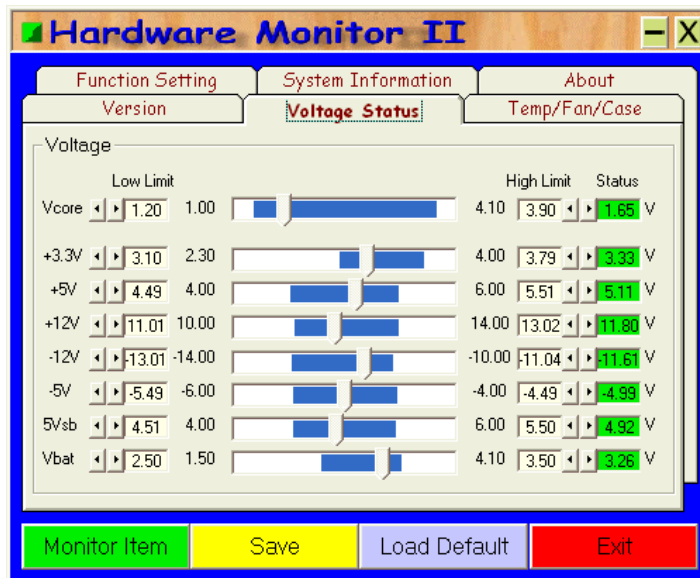 Hardware Monitor II
Function Setting System Information About
Version Voltage Status Temp/Fan/Case
Voltage
Low Limit High Limit Status
Vcore 1.20 1.00 4.10 3.90 1.65 V
+3.3V 3.10 2.30 4.00 3.79 3.33 V
+5V 4.49 4.00 6.00 5.51 5.11 V
+12V 11.01 10.00 14.00 13.02 11.80 V
-12V -13.01 -14.00 -10.00 -11.04 -11.61 V
-5V -5.49 -6.00 -4.00 -4.49 -4.99 V
5Vsb 4.51 4.00 6.00 5.50 4.92 V
Vbat 2.50 1.50 4.10 3.50 3.26 V
Monitor Item Save Load Default Exit